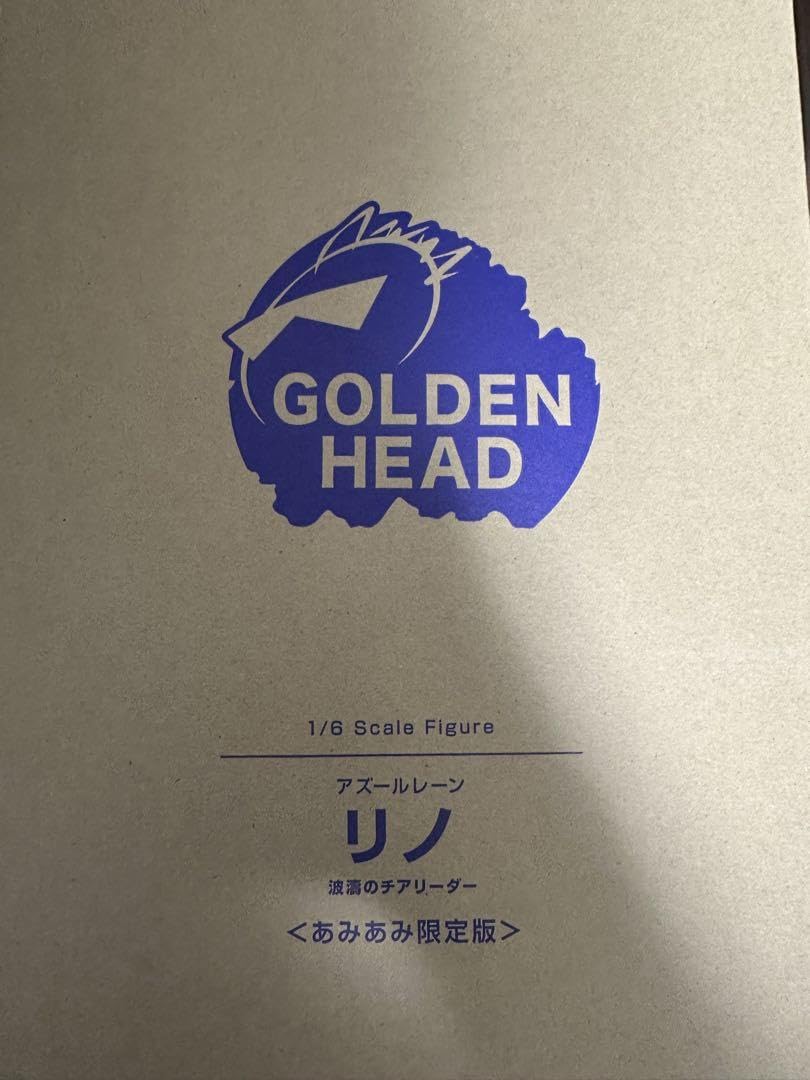 GOLDEN
HEAD
1/6 Scale Figure
アズールレーン
リノ
波濤のチアリーダー
＜あみあみ限定版＞